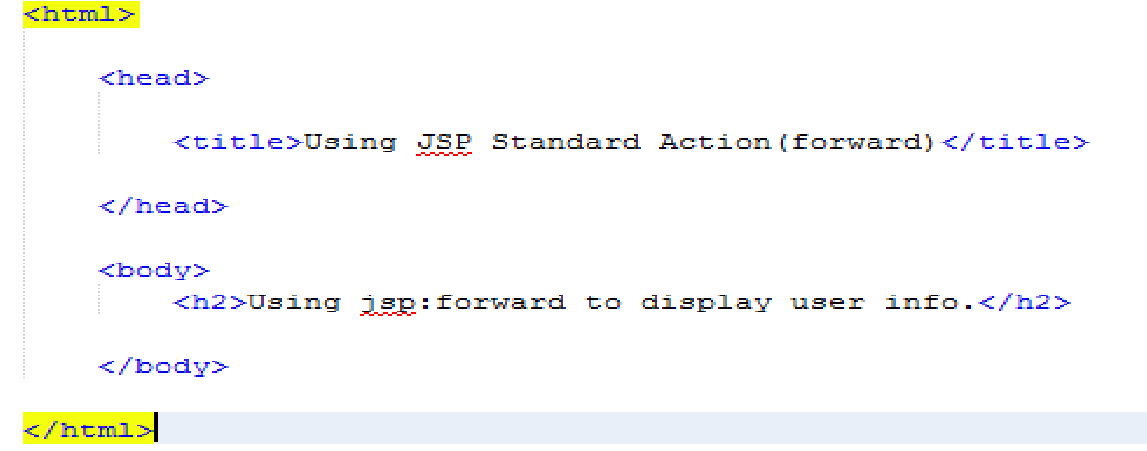 <html>
<head>
<title>Using JSP Standard Action(forward)</title>
</head>
<body>
<h2>Using jsp:forward to display user info.</h2>
</body>
</html>